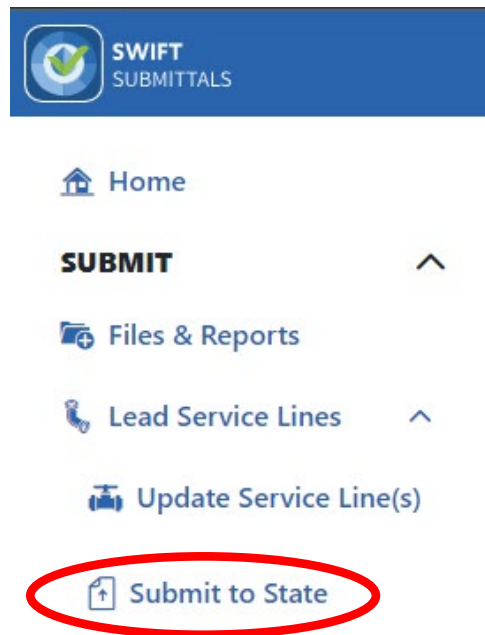 SWIFT
SUBMITTALS
Home
SUBMIT
Files & Reports
Lead Service Lines
Update Service Line(s)
Submit to State